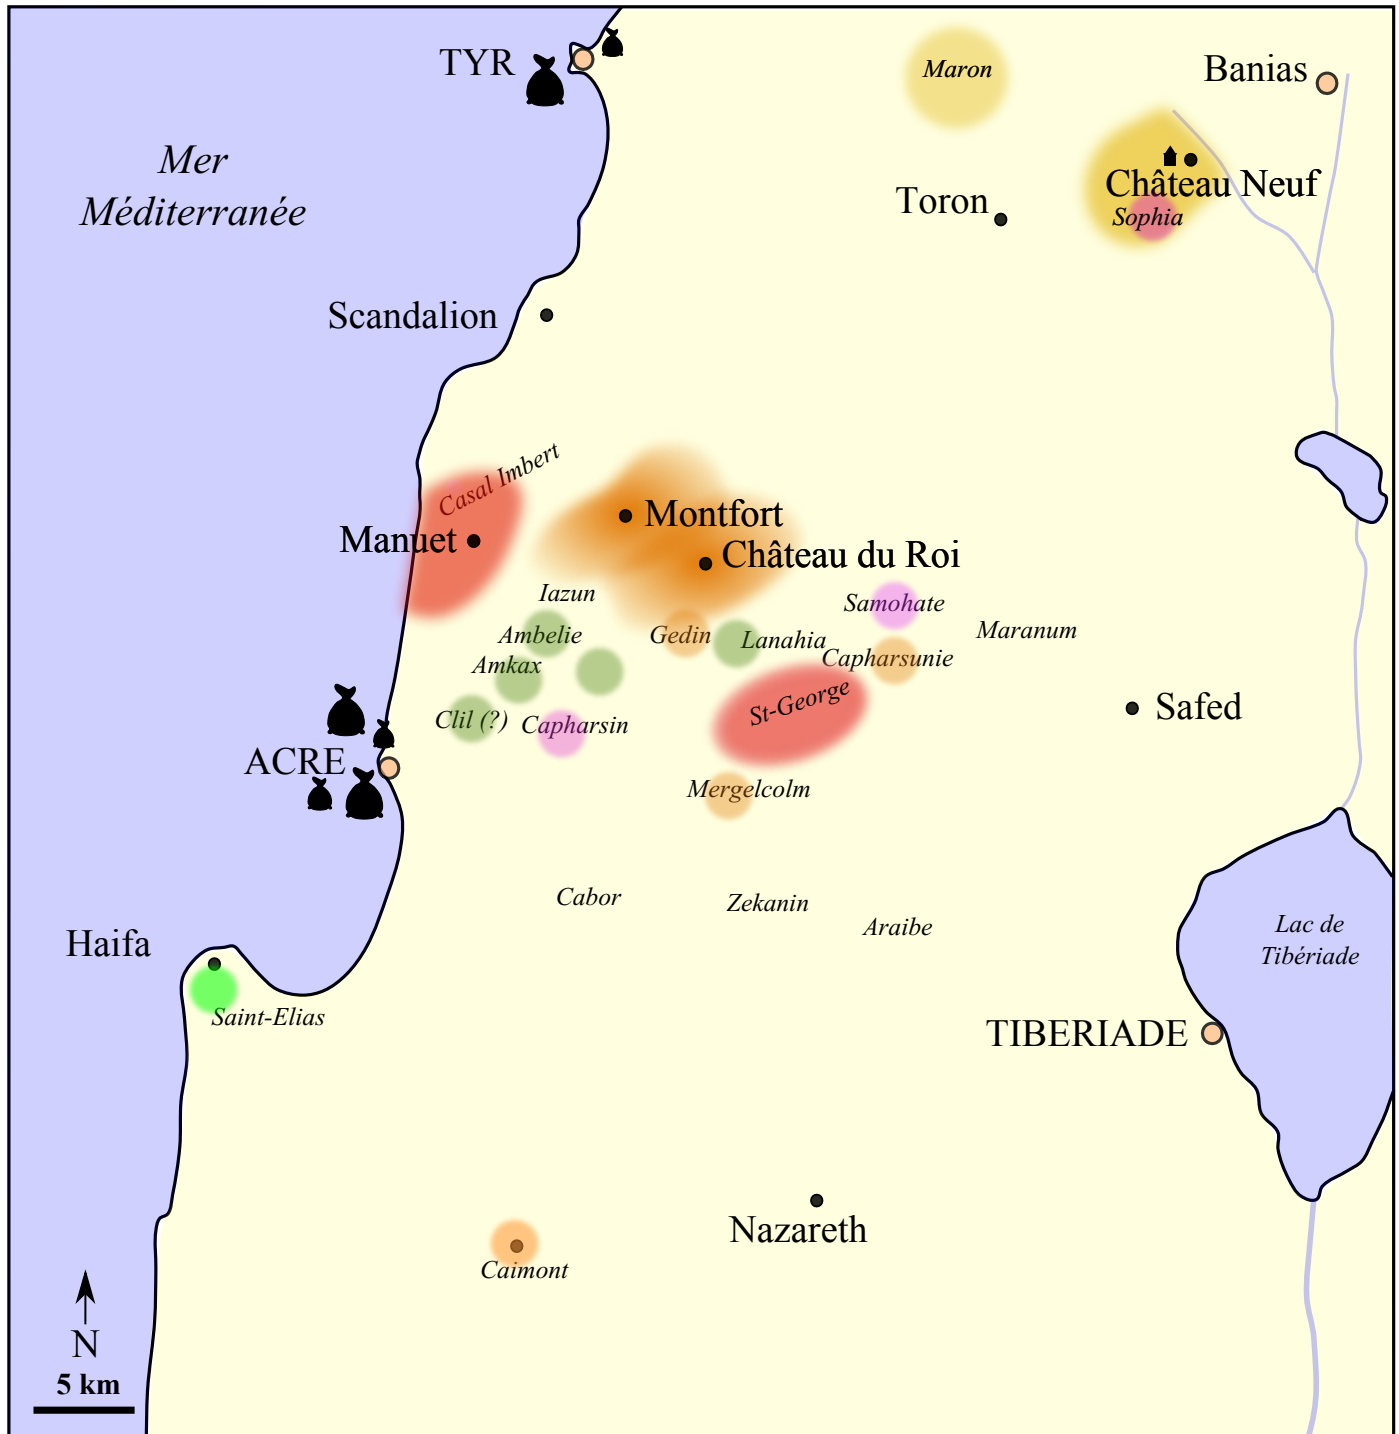 TYR
Maron
Banias
Mer
Méditerranée
Château Neuf
Toron
Sophia
Scandalion
Casal Imbert
Montfort
Manuet
Château du Roi
Iazun
Samohate
Ambelie
Gedin
Lanahia
Maranum
Amkax
Capharsunie
St-George
Clil (?)
Capharsin
Safed
ACRE
Mergelcolm
Cabor
Zekanin
Araibe
Haifa
Lac de
Tibériade
Saint-Elias
TIBERIADE
Nazareth
Caimont
N
5 km